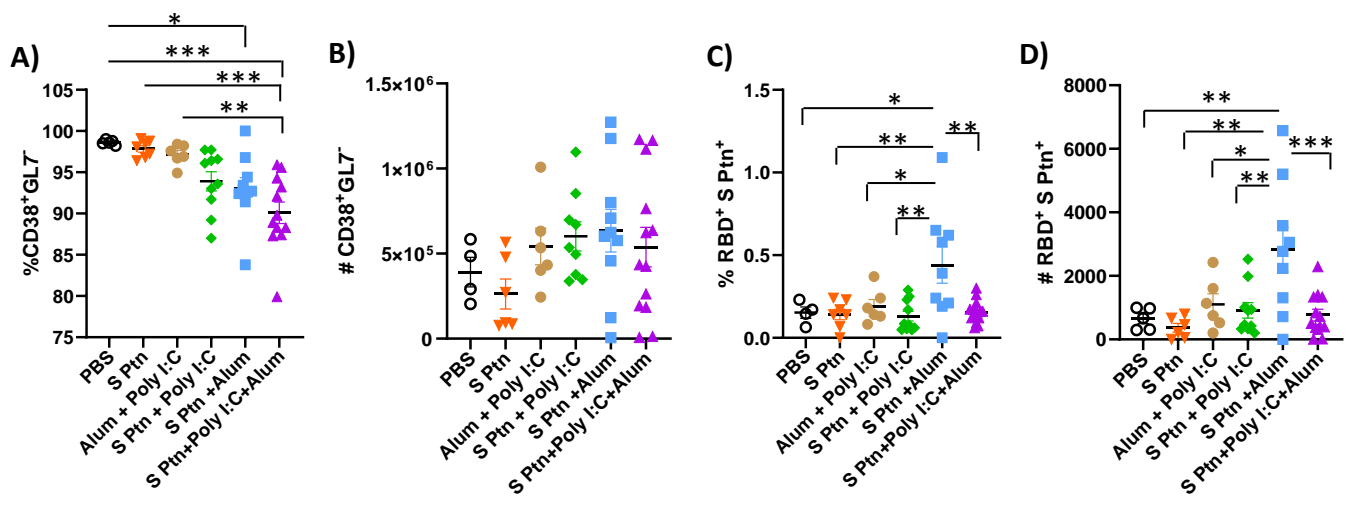 A)
*
***
***
**
%CD38⁺GL7⁻
105
100
95
90
85
80
75
PBS
S Ptn
Alum + Poly I:C
S Ptn + Poly I:C
S Ptn +Alum
S Ptn+Poly I:C+Alum
B)
# CD38⁺GL7⁻
1.5×10⁶
1×10⁶
5×10⁵
0
PBS
S Ptn
Alum + Poly I:C
S Ptn + Poly I:C
S Ptn +Alum
S Ptn+Poly I:C+Alum
C)
*
**
**
*
**
% RBD⁺ S Ptn⁺
1.5
1.0
0.5
0.0
PBS
S Ptn
Alum + Poly I:C
S Ptn + Poly I:C
S Ptn +Alum
S Ptn+Poly I:C+Alum
D)
**
**
***
*
**
# RBD⁺ S Ptn⁺
8000
6000
4000
2000
0
PBS
S Ptn
Alum + Poly I:C
S Ptn + Poly I:C
S Ptn +Alum
S Ptn+Poly I:C+Alum